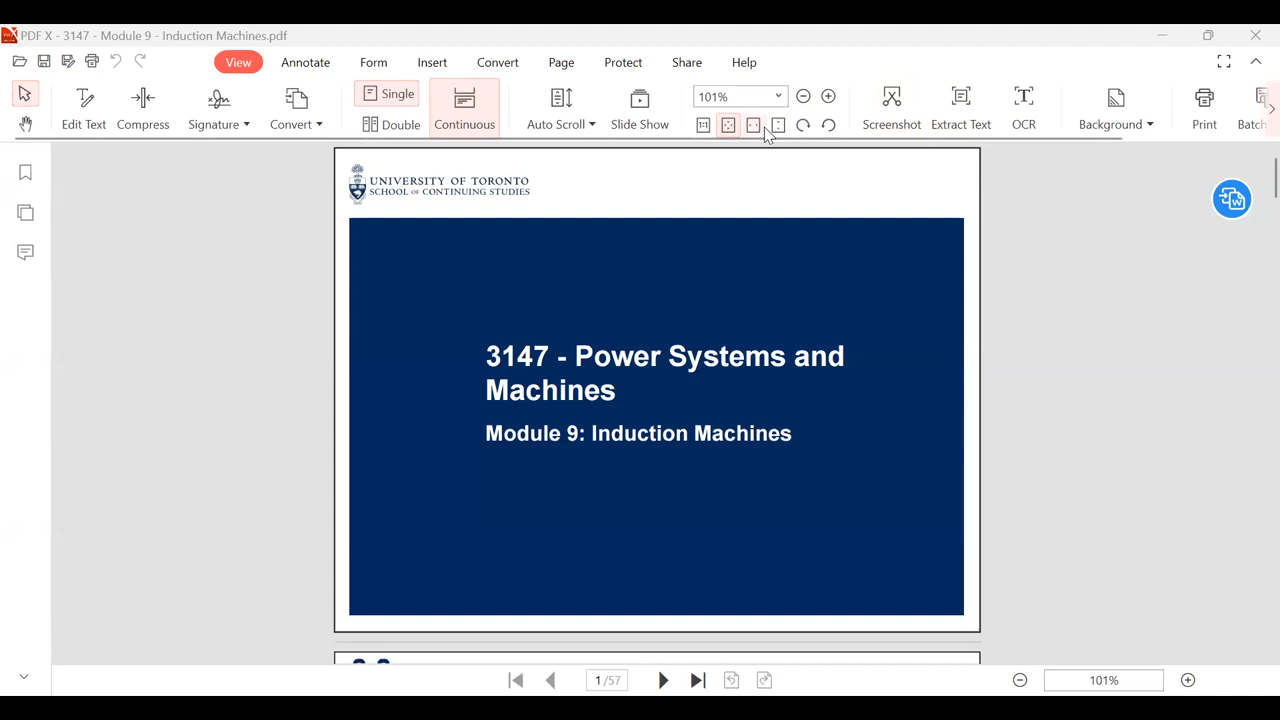 PDF X - 3147 - Module 9 - Induction Machines.pdf
View Annotate Form Insert Convert Page Protect Share Help
Edit Text Compress Signature Convert Single Double Continuous Auto Scroll Slide Show 101% Screenshot Extract Text OCR Background Print Batch
UNIVERSITY OF TORONTO
SCHOOL OF CONTINUING STUDIES
3147 - Power Systems and
Machines
Module 9: Induction Machines
1 /57
101%